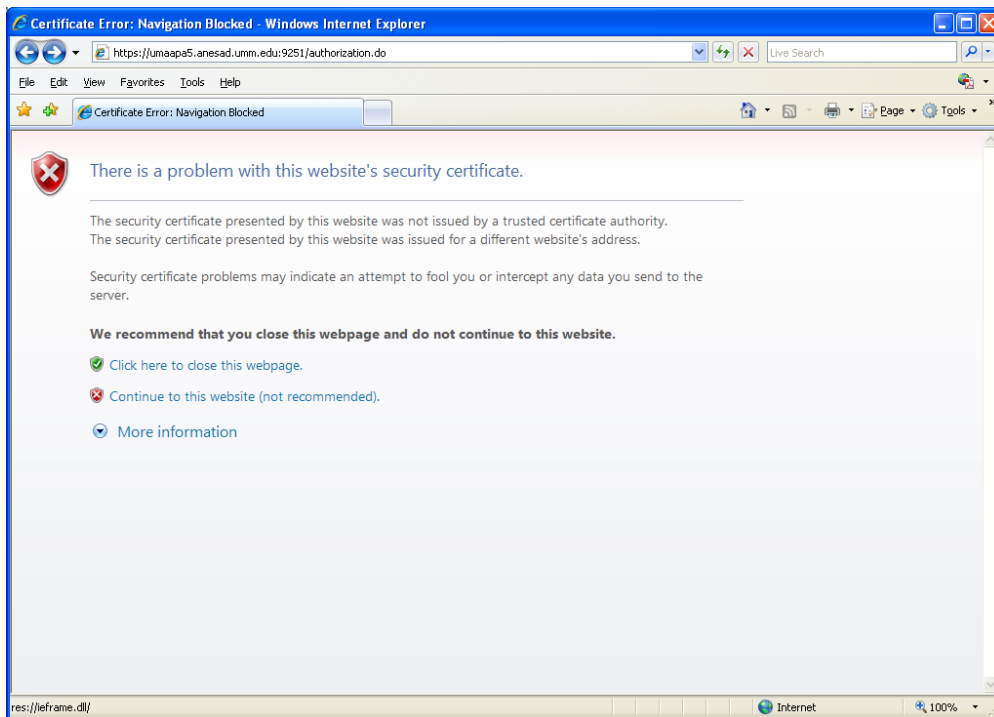 Certificate Error: Navigation Blocked - Windows Internet Explorer
https://umaapa5.anesad.umm.edu:9251/authorization.do
Live Search
File Edit View Favorites Tools Help
Certificate Error: Navigation Blocked
Page Tools
There is a problem with this website's security certificate.
The security certificate presented by this website was not issued by a trusted certificate authority.
The security certificate presented by this website was issued for a different website's address.
Security certificate problems may indicate an attempt to fool you or intercept any data you send to the
server.
We recommend that you close this webpage and do not continue to this website.
Click here to close this webpage.
Continue to this website (not recommended).
More information
res://ieframe.dll/
Internet
100%